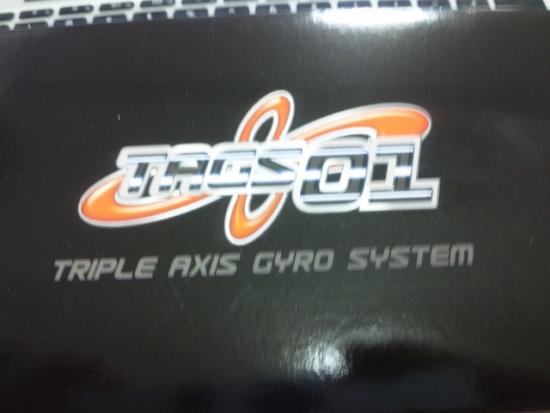 TAGS01
TRIPLE AXIS GYRO SYSTEM